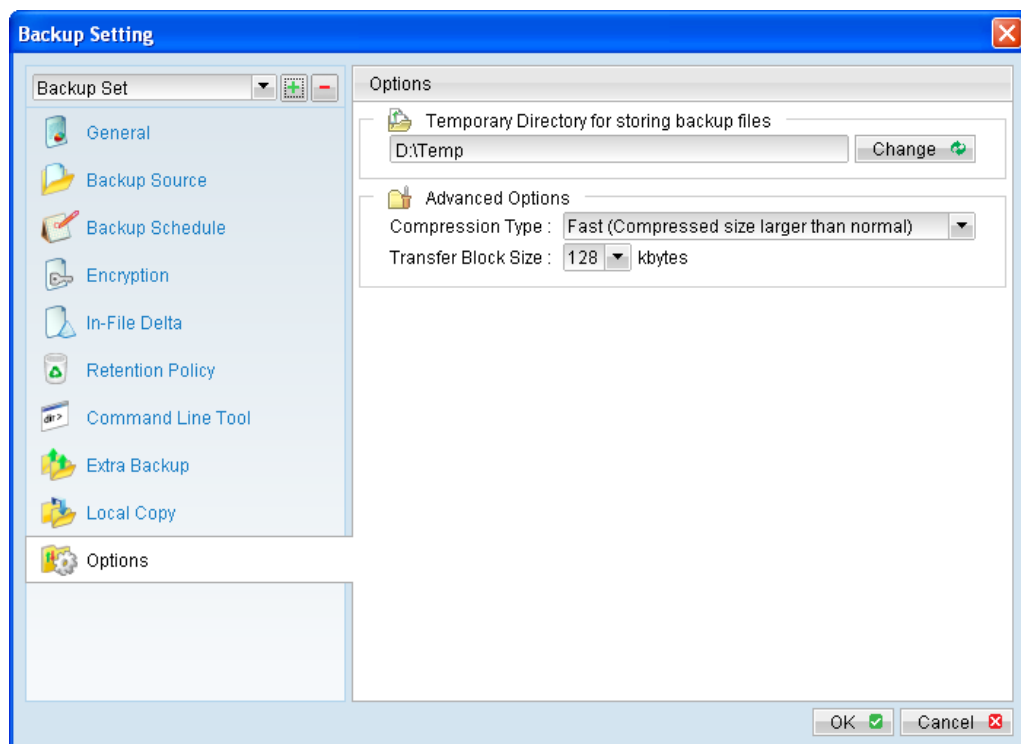 Backup Setting
Backup Set
General
Backup Source
Backup Schedule
Encryption
In-File Delta
Retention Policy
dir >
Command Line Tool
Extra Backup
Local Copy
Options
Options
Temporary Directory for storing backup files
D:\Temp
Change
Advanced Options
Compression Type : Fast (Compressed size larger than normal)
Transfer Block Size : 128 kbytes
OK Cancel